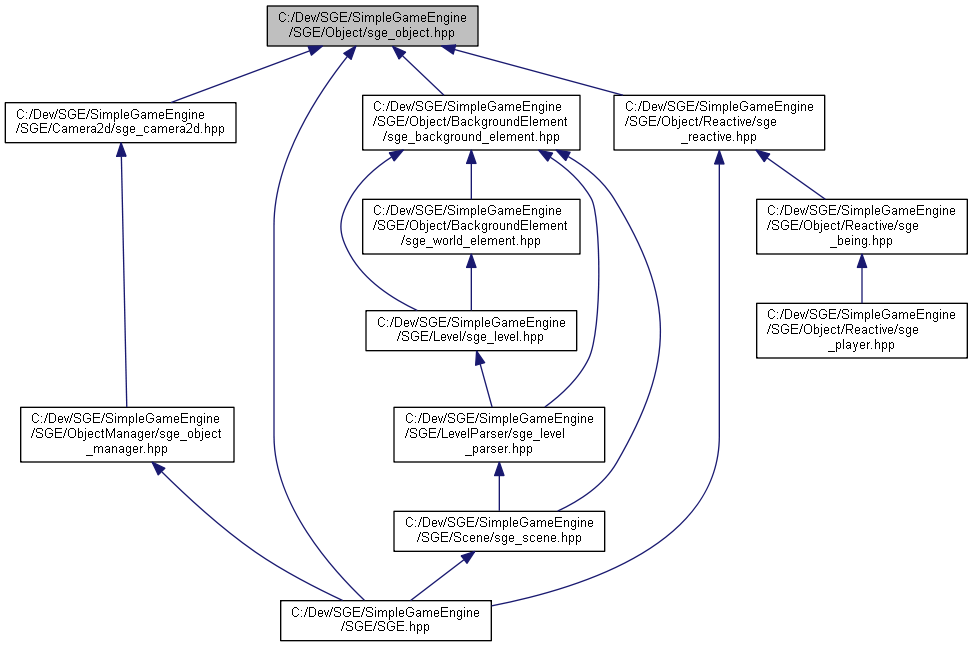 C:/Dev/SGE/SimpleGameEngine
/SGE/Object/sge_object.hpp
C:/Dev/SGE/SimpleGameEngine
/SGE/Camera2d/sge_camera2d.hpp
C:/Dev/SGE/SimpleGameEngine
/SGE/Object/BackgroundElement
/sge_background_element.hpp
C:/Dev/SGE/SimpleGameEngine
/SGE/Object/Reactive/sge
_reactive.hpp
C:/Dev/SGE/SimpleGameEngine
/SGE/Object/BackgroundElement
/sge_world_element.hpp
C:/Dev/SGE/SimpleGameEngine
/SGE/Object/Reactive/sge
_being.hpp
C:/Dev/SGE/SimpleGameEngine
/SGE/Level/sge_level.hpp
C:/Dev/SGE/SimpleGameEngine
/SGE/Object/Reactive/sge
_player.hpp
C:/Dev/SGE/SimpleGameEngine
/SGE/ObjectManager/sge_object
_manager.hpp
C:/Dev/SGE/SimpleGameEngine
/SGE/LevelParser/sge_level
_parser.hpp
C:/Dev/SGE/SimpleGameEngine
/SGE/Scene/sge_scene.hpp
C:/Dev/SGE/SimpleGameEngine
/SGE/SGE.hpp